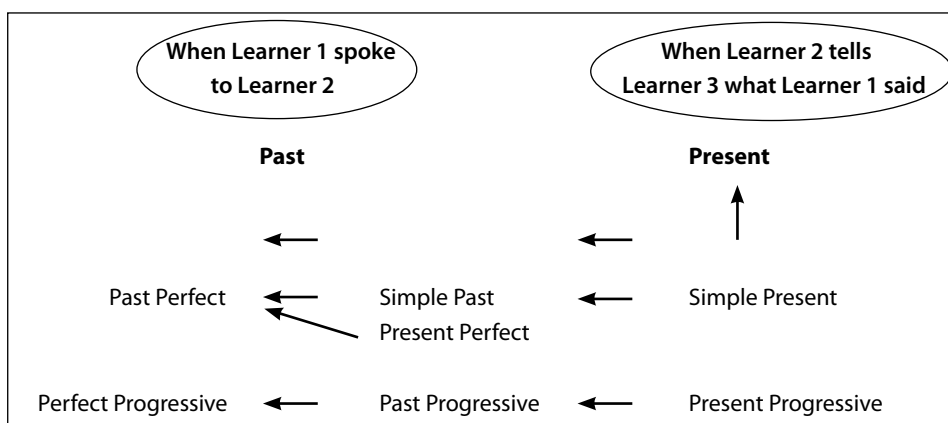 When Learner 1 spoke
to Learner 2
When Learner 2 tells
Learner 3 what Learner 1 said
Past
Present
Past Perfect
Simple Past
Simple Present
Present Perfect
Perfect Progressive
Past Progressive
Present Progressive